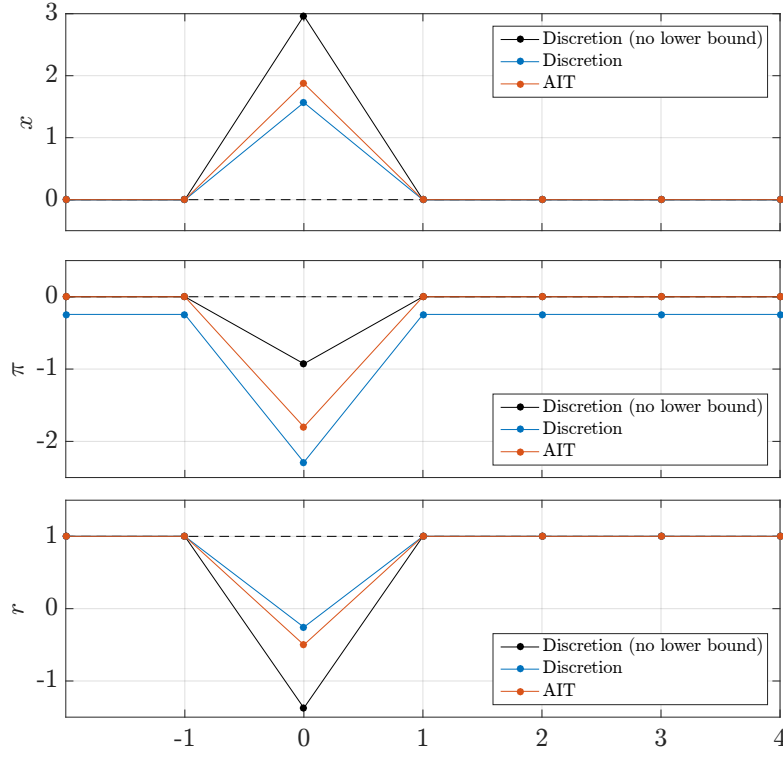 3
2
1
0
x
Discretion (no lower bound)
Discretion
AIT
0
-1
-2
π
Discretion (no lower bound)
Discretion
AIT
1
0
-1
r
Discretion (no lower bound)
Discretion
AIT
-1 0 1 2 3 4